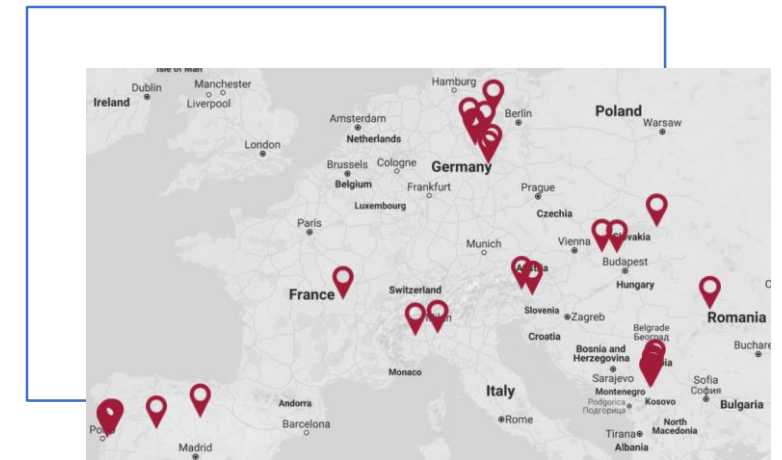 Isle of Man
Dublin
Manchester
Hamburg
Ireland
Liverpool
Berlin
Poland
Amsterdam
Warsaw
Netherlands
London
Brussels
Cologne
Germany
Belgium
Frankfurt
Prague
Luxembourg
Czechia
Paris
Munich
Vienna
Budapest
Switzerland
Hungary
France
Slovenia
Zagreb
Romania
Belgrade
Београд
Croatia
Bosnia and
Herzegovina
Monaco
Sarajevo
Sofia
София
Italy
Montenegro
Andorra
Podgorica
Подгорица
Kosovo
Bulgaria
Barcelona
Rome
North
Macedonia
Tirana
Madrid
Albania